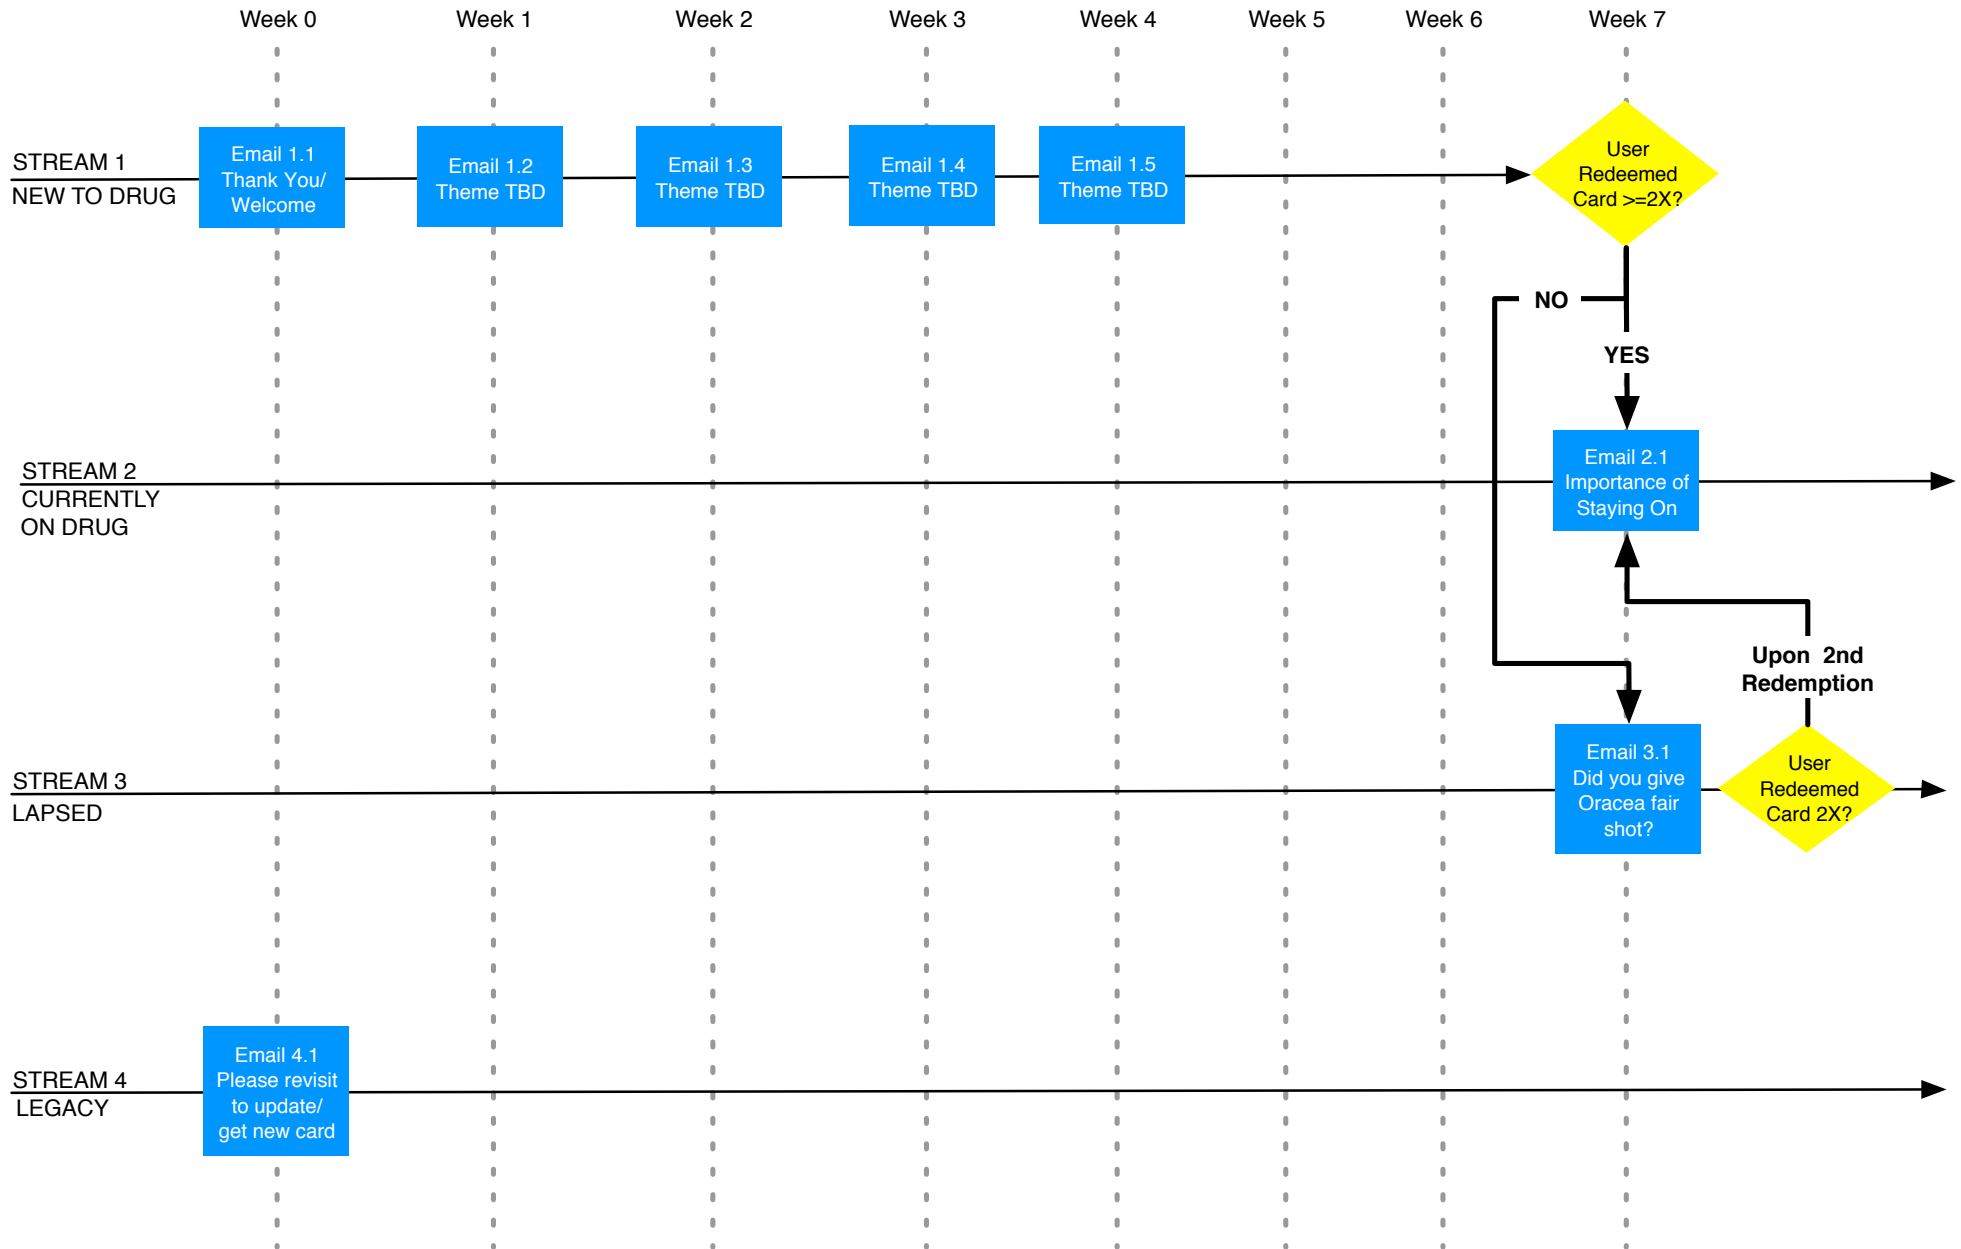 Week 0
Week 1
Week 2
Week 3
Week 4
Week 5
Week 6
Week 7
STREAM 1
NEW TO DRUG
Email 1.1
Thank You/
Welcome
Email 1.2
Theme TBD
Email 1.3
Theme TBD
Email 1.4
Theme TBD
Email 1.5
Theme TBD
User
Redeemed
Card >=2X?
NO
YES
STREAM 2
CURRENTLY
ON DRUG
Email 2.1
Importance of
Staying On
Upon 2nd
Redemption
STREAM 3
LAPSED
Email 3.1
Did you give
Oracea fair
shot?
User
Redeemed
Card 2X?
STREAM 4
LEGACY
Email 4.1
Please revisit
to update/
get new card